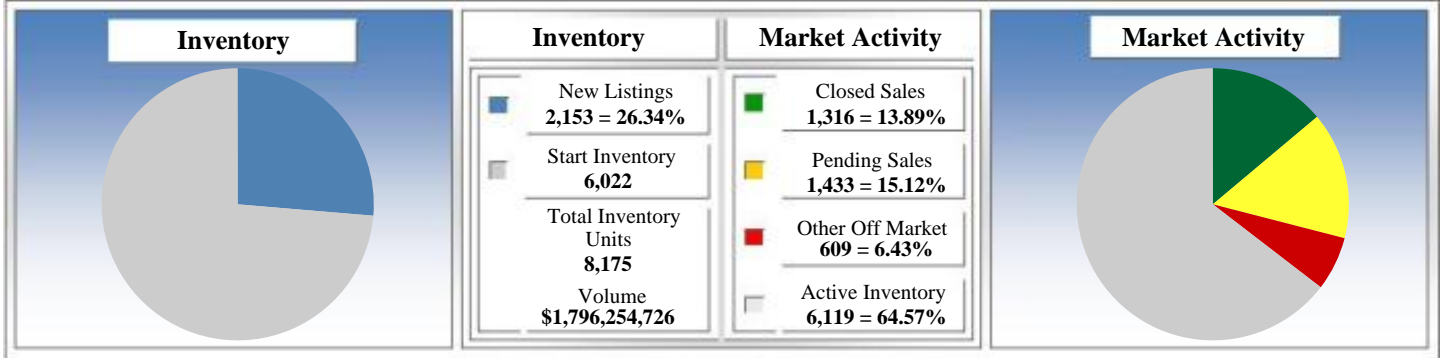 Inventory
Inventory
Market Activity
New Listings
2,153 = 26.34%
Start Inventory
6,022
Total Inventory
Units
8,175
Volume
$1,796,254,726
Closed Sales
1,316 = 13.89%
Pending Sales
1,433 = 15.12%
Other Off Market
609 = 6.43%
Active Inventory
6,119 = 64.57%
Market Activity